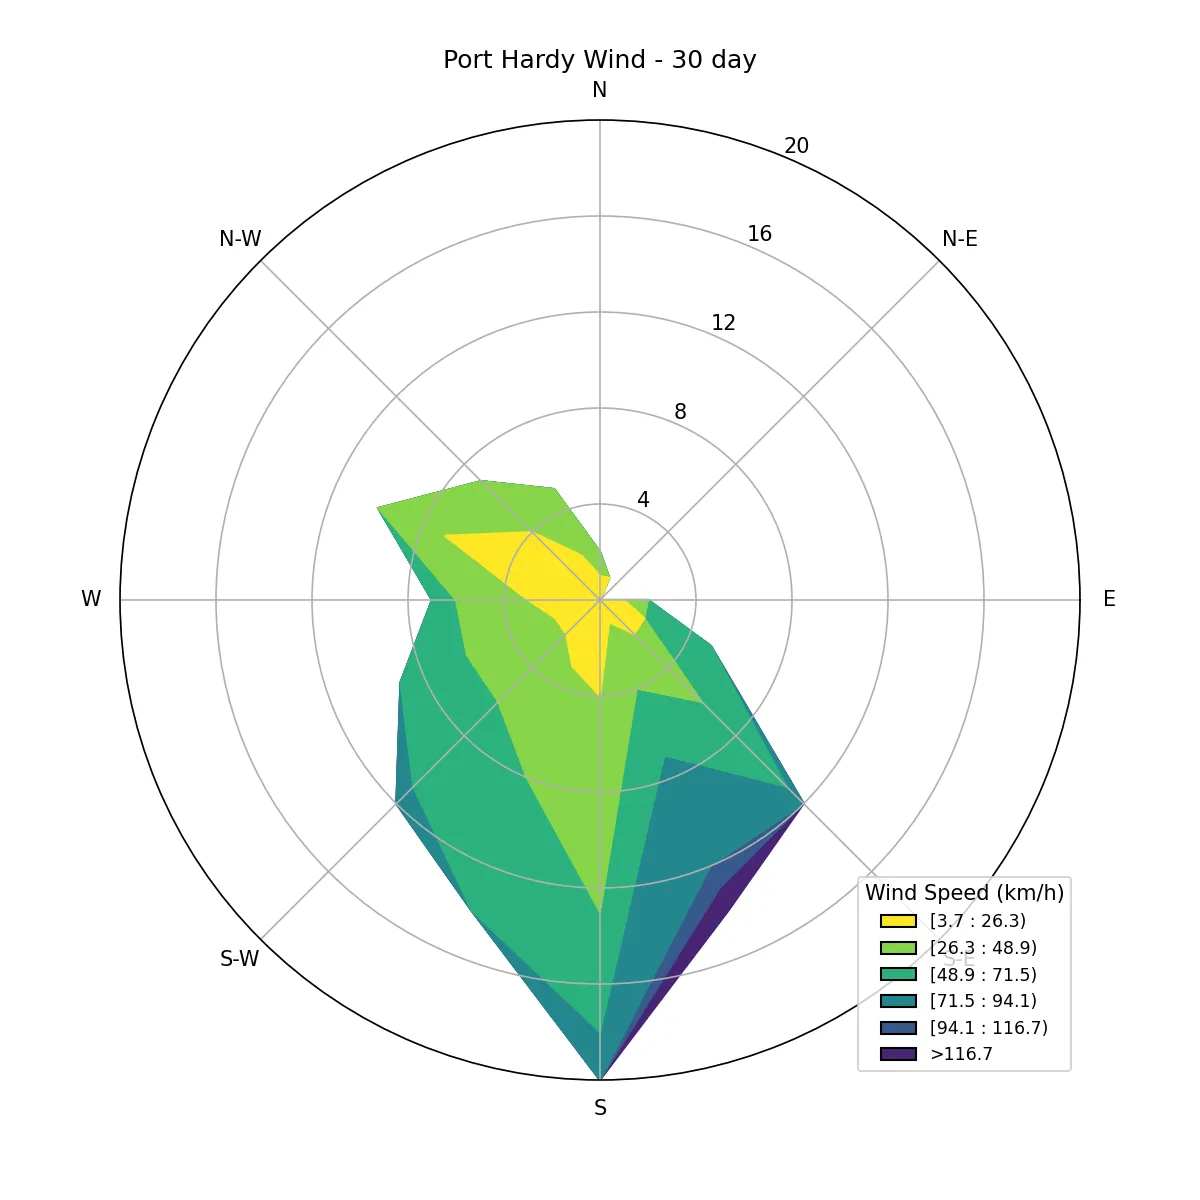 Port Hardy Wind - 30 day
N
20
N-W
N-E
16
12
8
4
W
E
Wind Speed (km/h)
[3.7 : 26.3)
[26.3 : 48.9)
S-W
S-E
[48.9 : 71.5)
[71.5 : 94.1)
[94.1 : 116.7)
>116.7
S